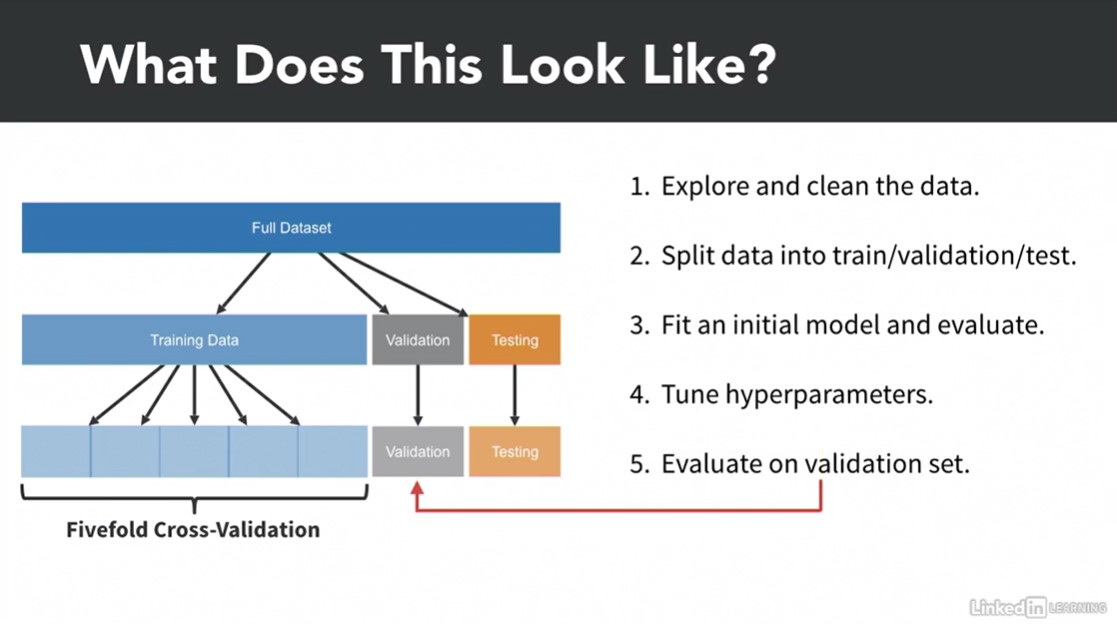 What Does This Look Like?
Full Dataset
Training Data
Validation
Testing
Validation
Testing
Fivefold Cross-Validation
1. Explore and clean the data.
2. Split data into train/validation/test.
3. Fit an initial model and evaluate.
4. Tune hyperparameters.
5. Evaluate on validation set.
Linked in LEARNING